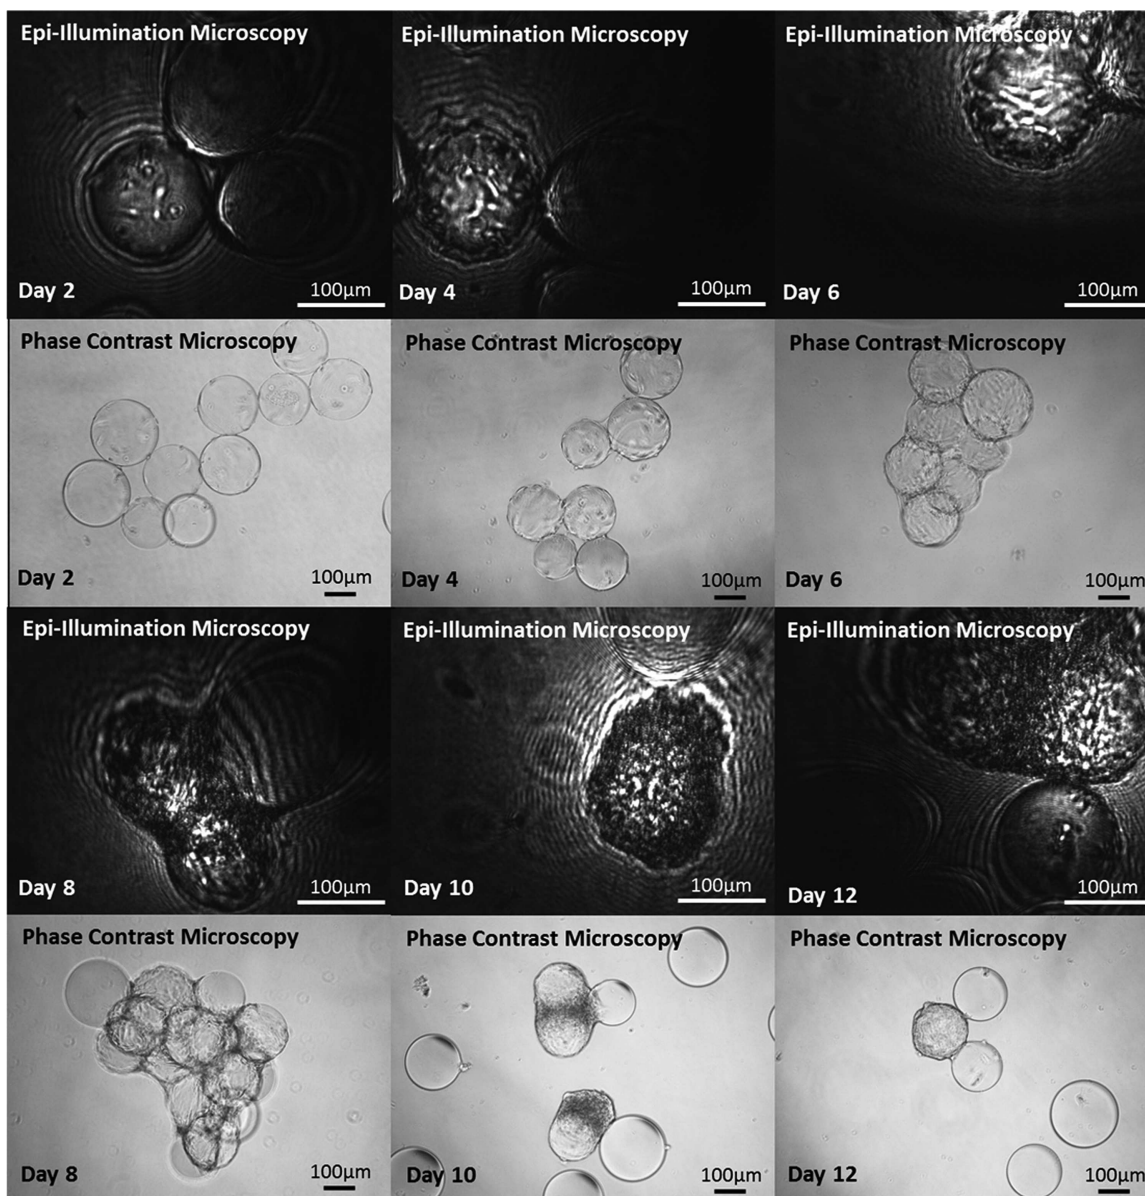 Epi-Illumination Microscopy
Epi-Illumination Microscopy
Epi-Illumination Microscopy
Day 2
100µm
Day 4
100µm
Day 6
100µm
Phase Contrast Microscopy
Phase Contrast Microscopy
Phase Contrast Microscopy
Day 2
100µm
Day 4
100µm
Day 6
100µm
Epi-Illumination Microscopy
Epi-Illumination Microscopy
Epi-Illumination Microscopy
Day 8
100µm
Day 10
100µm
Day 12
100µm
Phase Contrast Microscopy
Phase Contrast Microscopy
Phase Contrast Microscopy
Day 8
100µm
Day 10
100µm
Day 12
100µm